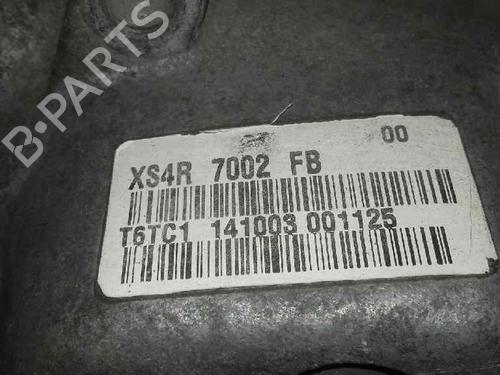 B-PARTS
00
XS4R 7002 FB
T6TC1 141003 001125